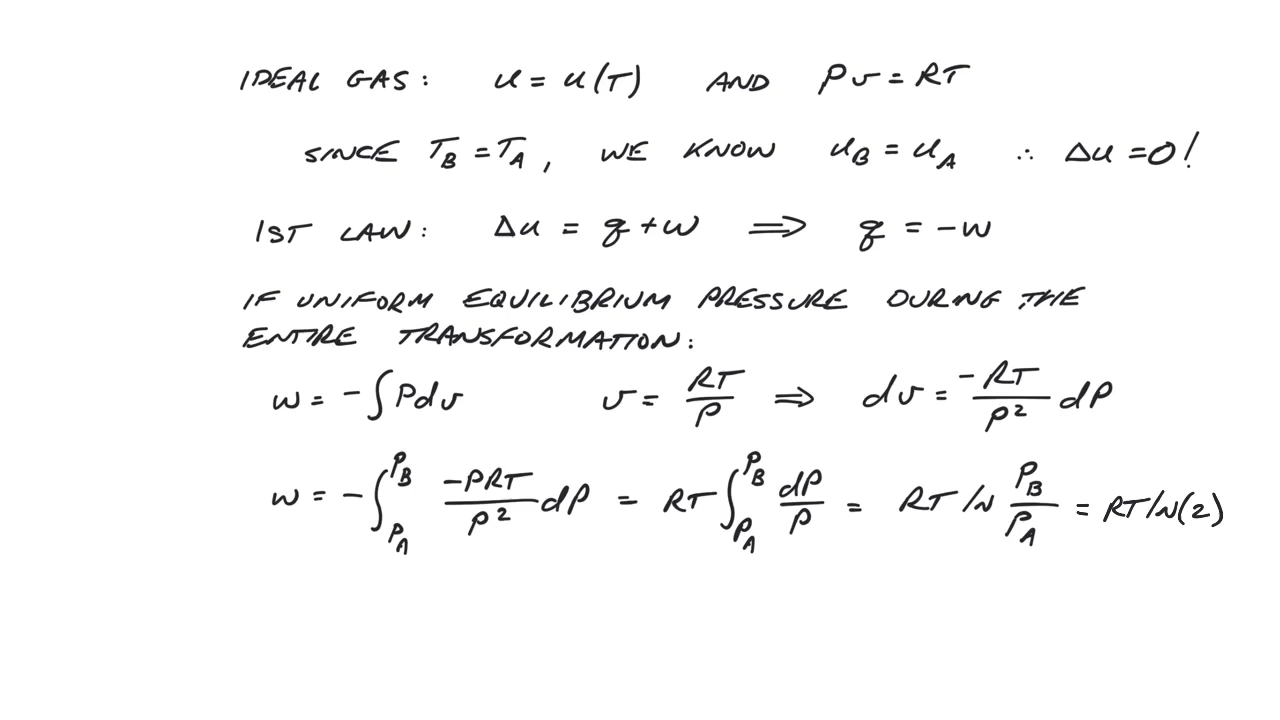 IDEAL GAS: u = u(T) AND Pv = RT
SINCE T_B = T_A, WE KNOW u_B = u_A ∴ Δu = 0!
1ST LAW: Δu = q + w ⟹ q = -w
IF UNIFORM EQUILIBRIUM PRESSURE DURING THE
ENTIRE TRANSFORMATION:
w = -∫ P dv v = RT/P ⟹ dv = -RT/P² dP
w = -∫_{P_A}^{P_B} -PRT/P² dP = RT ∫_{P_A}^{P_B} dP/P = RT ln P_B/P_A = RT ln(2)